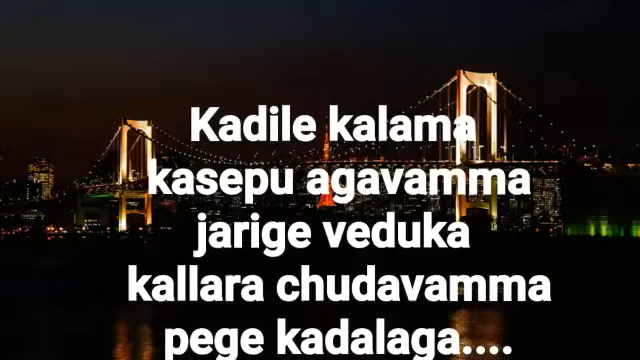 Kadile kalama
kasepu agavamma
jarige veduka
kallara chudavamma
pege kadalaga....